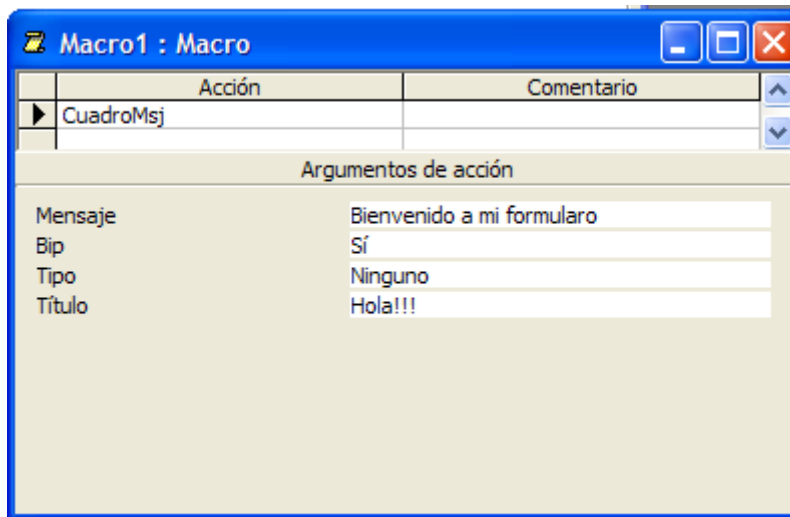 Macro1 : Macro
Acción Comentario
CuadroMsj
Argumentos de acción
Mensaje Bienvenido a mi formularo
Bip Sí
Tipo Ninguno
Título Hola!!!